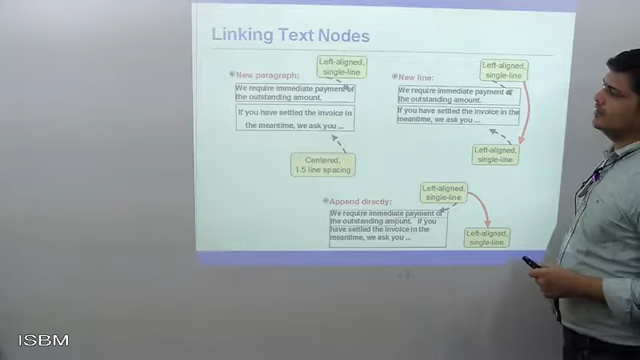 Linking Text Nodes
New paragraph:
Left-aligned,
single-line
We require immediate payment of
the outstanding amount.
If you have settled the invoice in
the meantime, we ask you ...
Centered,
1.5 line spacing
New line:
Left-aligned,
single-line
We require immediate payment of
the outstanding amount.
If you have settled the invoice in the
meantime, we ask you ...
Left-aligned,
single-line
Append directly:
Left-aligned,
single-line
We require immediate payment of
the outstanding amount. If you
have settled the invoice in the
meantime, we ask you ...
Left-aligned,
single-line
ISBM